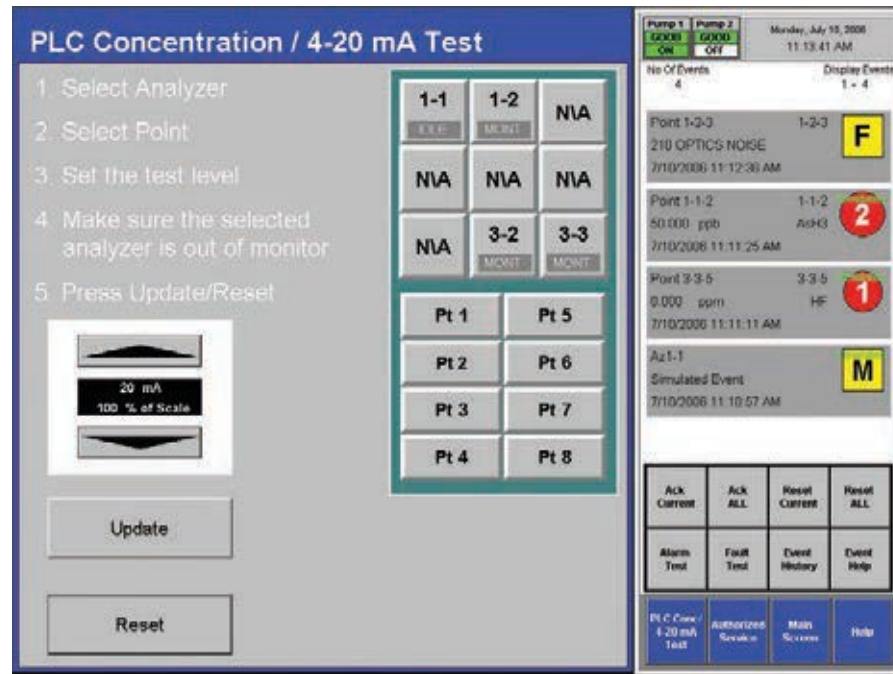 PLC Concentration / 4-20 mA Test
1 Select Analyzer
2 Select Point
3 Set the test level
4 Make sure the selected
analyzer is out of monitor
5 Press Update/Reset
20 mA
100 % of Scale
Update
Reset
1-1
IDLE
1-2
MONT
N\A
N\A
N\A
N\A
N\A
3-2
MONT
3-3
MONT
Pt 1
Pt 5
Pt 2
Pt 6
Pt 3
Pt 7
Pt 4
Pt 8
Pump 1
GOOD
ON
Pump 2
GOOD
OFF
Monday, July 10, 2006
11:13:41 AM
No Of Events
4
Display Events
1 - 4
Point 1-2-3
1-2-3
210 OPTICS NOISE
7/10/2006 11:12:36 AM
F
Point 1-1-2
1-1-2
50.000 ppb
AsH3
7/10/2006 11:11:25 AM
2
Point 3-3-5
3-3-5
0.000 ppm
HF
7/10/2006 11:11:11 AM
1
Az1-1
Simulated Event
7/10/2006 11:10:57 AM
M
Ack
Current
Ack
ALL
Reset
Current
Reset
ALL
Alarm
Test
Fault
Test
Event
History
Event
Help
PLC Conc/
4-20 mA
Test
Authorized
Service
Main
Screen
Help